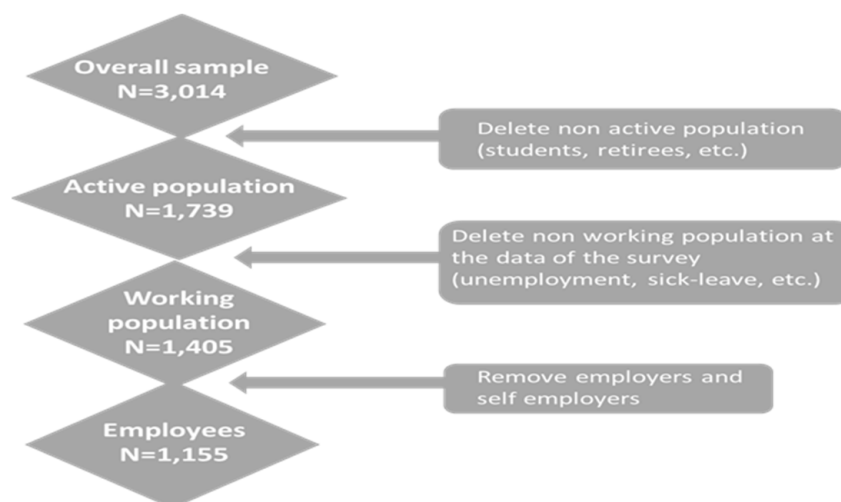 Overall sample
N=3,014
Delete non active population
(students, retirees, etc.)
Active population
N=1,739
Delete non working population at
the data of the survey
(unemployment, sick-leave, etc.)
Working
population
N=1,405
Remove employers and
self employers
Employees
N=1,155